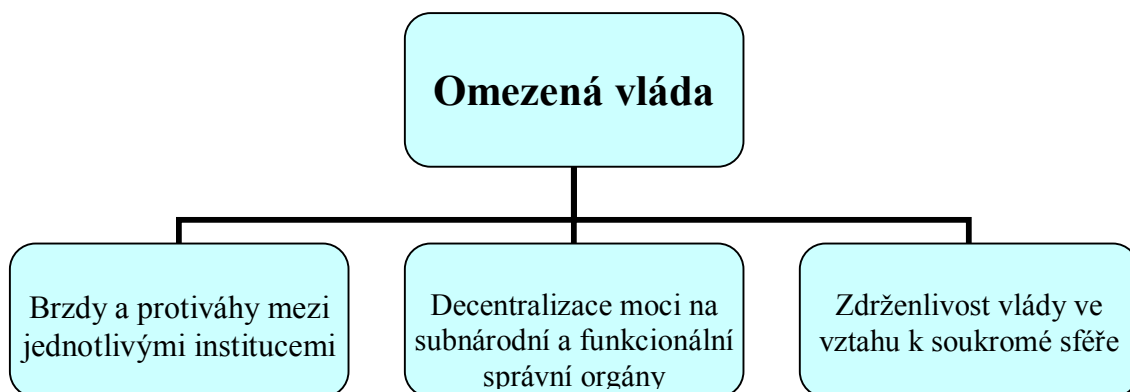 Omezená vláda
Brzdy a protiváhy mezi
jednotlivými institucemi
Decentralizace moci na
subnárodní a funkcionální
správní orgány
Zdrženlivost vlády ve
vztahu k soukromé sféře